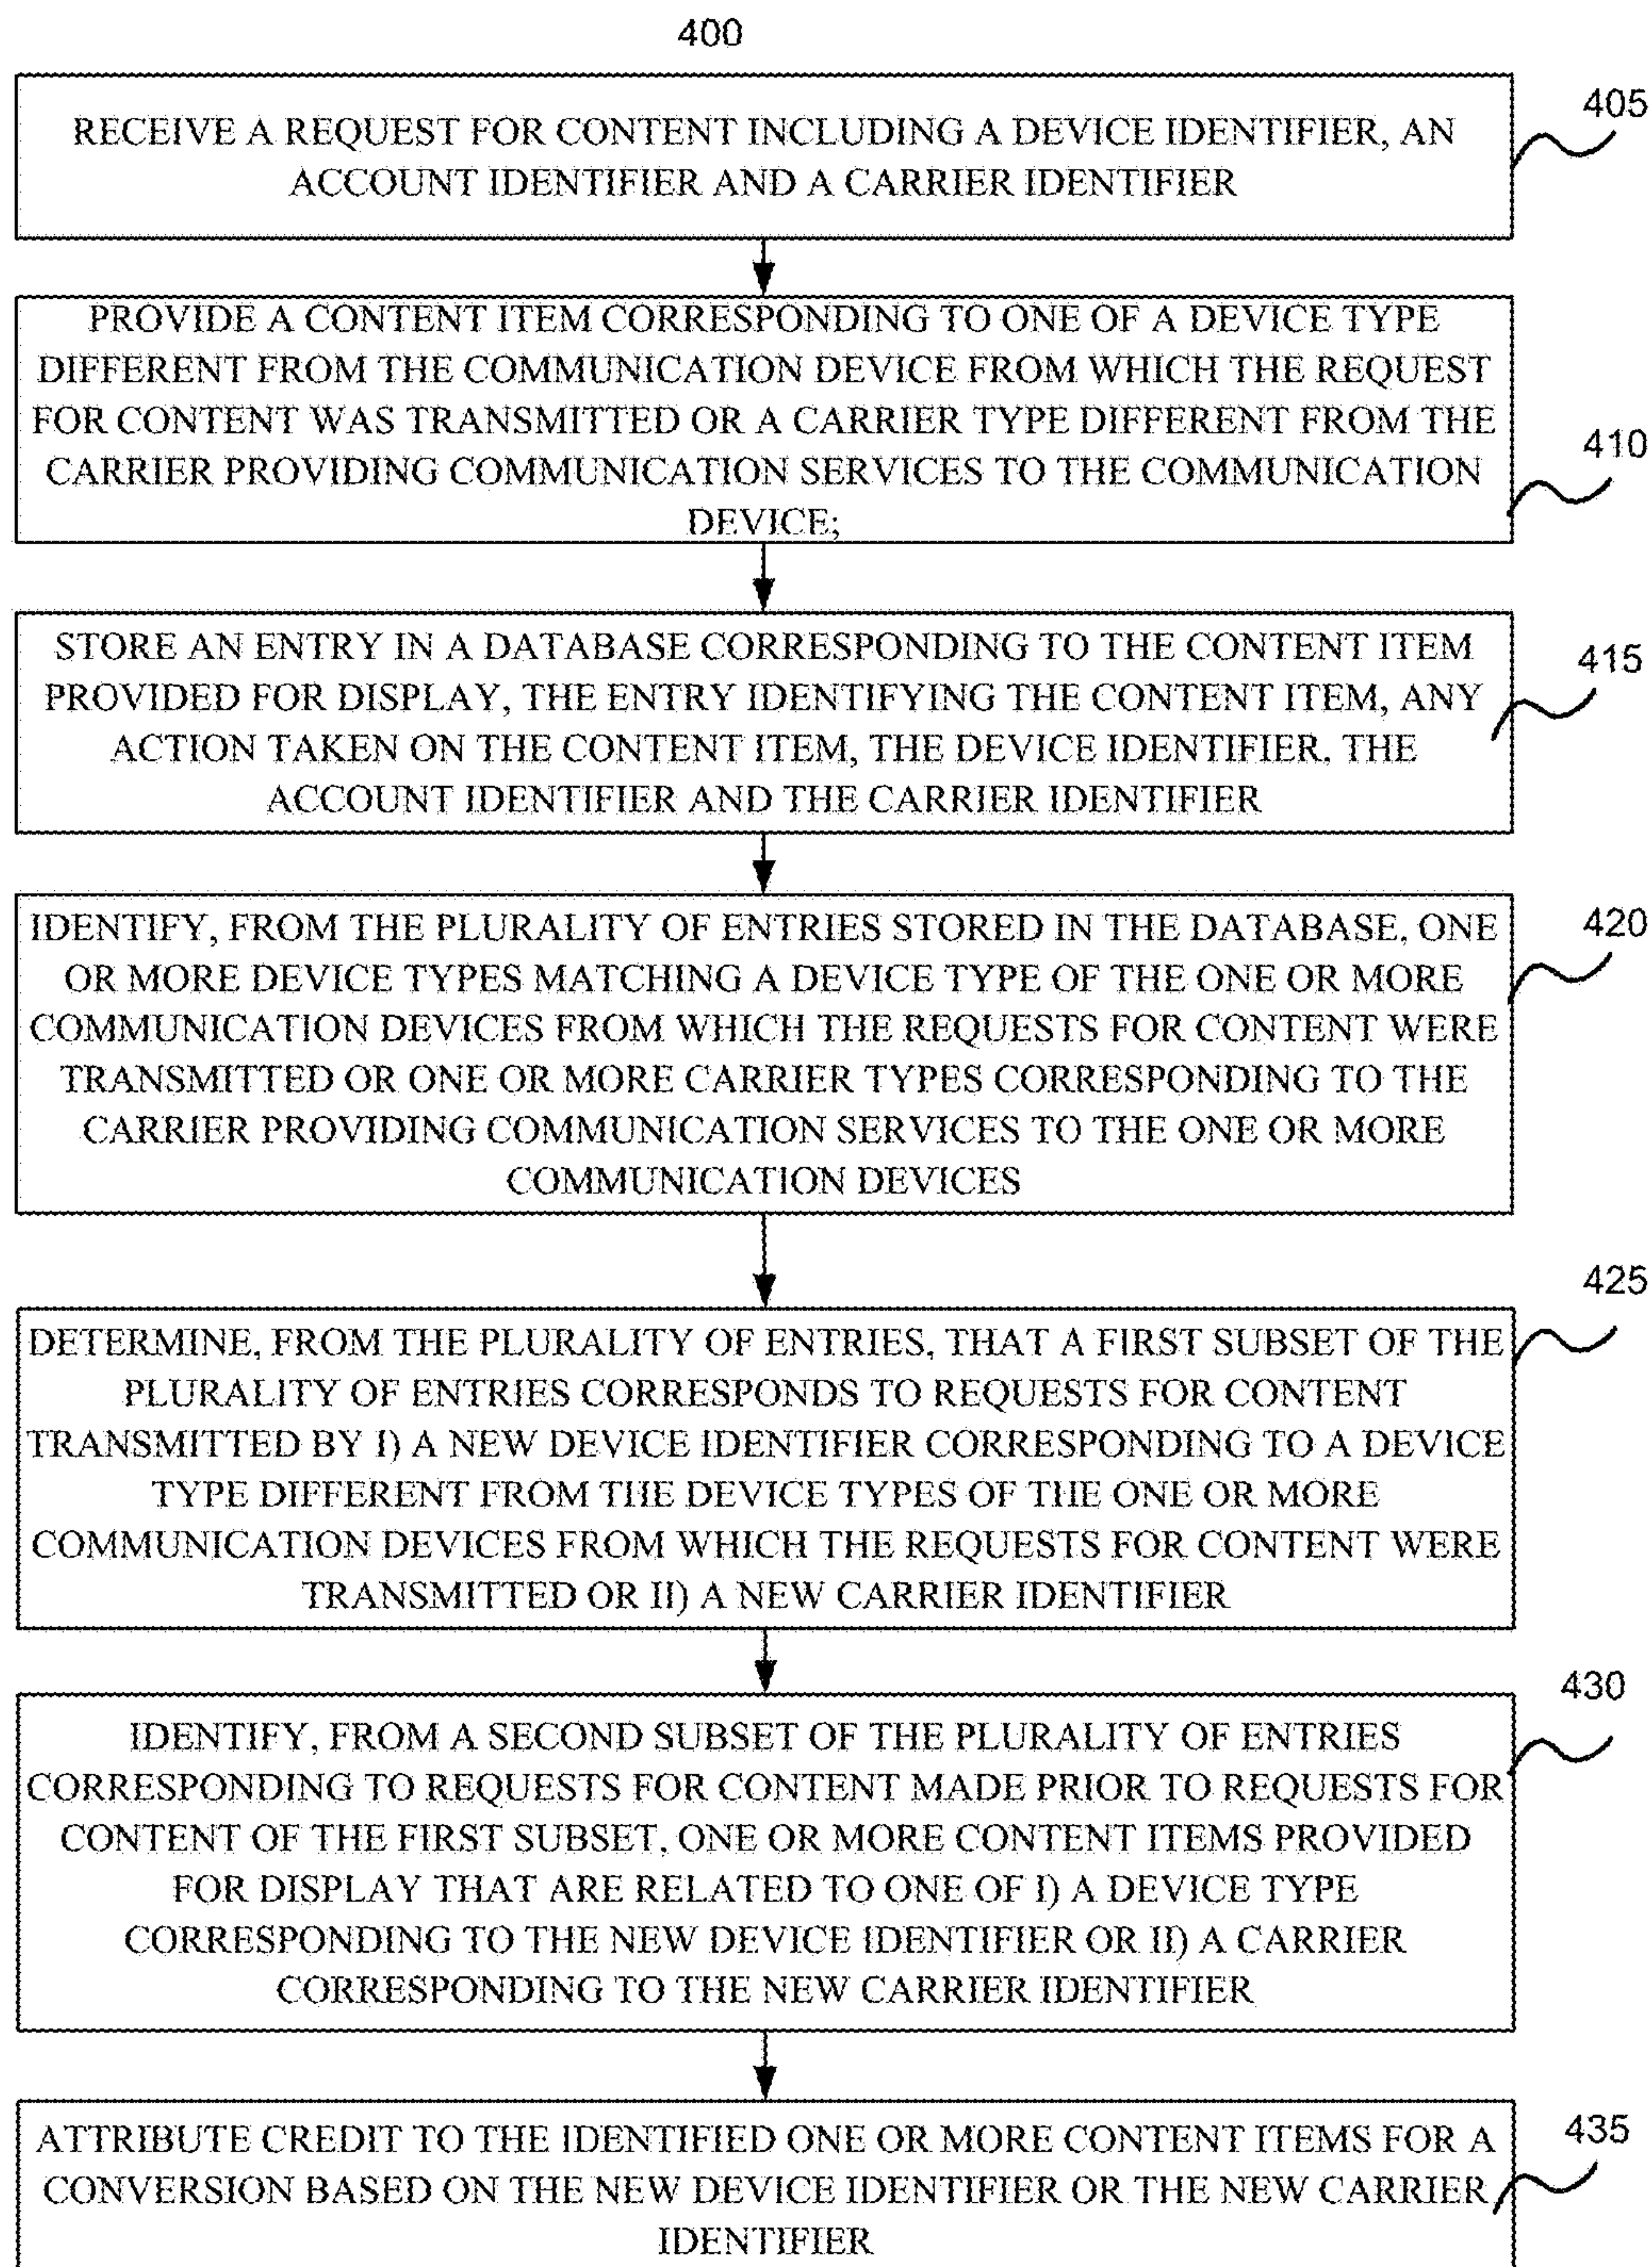 400
RECEIVE A REQUEST FOR CONTENT INCLUDING A DEVICE IDENTIFIER, AN
ACCOUNT IDENTIFIER AND A CARRIER IDENTIFIER
405
PROVIDE A CONTENT ITEM CORRESPONDING TO ONE OF A DEVICE TYPE
DIFFERENT FROM THE COMMUNICATION DEVICE FROM WHICH THE REQUEST
FOR CONTENT WAS TRANSMITTED OR A CARRIER TYPE DIFFERENT FROM THE
CARRIER PROVIDING COMMUNICATION SERVICES TO THE COMMUNICATION
DEVICE;
410
STORE AN ENTRY IN A DATABASE CORRESPONDING TO THE CONTENT ITEM
PROVIDED FOR DISPLAY, THE ENTRY IDENTIFYING THE CONTENT ITEM, ANY
ACTION TAKEN ON THE CONTENT ITEM, THE DEVICE IDENTIFIER, THE
ACCOUNT IDENTIFIER AND THE CARRIER IDENTIFIER
415
IDENTIFY, FROM THE PLURALITY OF ENTRIES STORED IN THE DATABASE, ONE
OR MORE DEVICE TYPES MATCHING A DEVICE TYPE OF THE ONE OR MORE
COMMUNICATION DEVICES FROM WHICH THE REQUESTS FOR CONTENT WERE
TRANSMITTED OR ONE OR MORE CARRIER TYPES CORRESPONDING TO THE
CARRIER PROVIDING COMMUNICATION SERVICES TO THE ONE OR MORE
COMMUNICATION DEVICES
420
DETERMINE, FROM THE PLURALITY OF ENTRIES, THAT A FIRST SUBSET OF THE
PLURALITY OF ENTRIES CORRESPONDS TO REQUESTS FOR CONTENT
TRANSMITTED BY I) A NEW DEVICE IDENTIFIER CORRESPONDING TO A DEVICE
TYPE DIFFERENT FROM THE DEVICE TYPES OF THE ONE OR MORE
COMMUNICATION DEVICES FROM WHICH THE REQUESTS FOR CONTENT WERE
TRANSMITTED OR II) A NEW CARRIER IDENTIFIER
425
IDENTIFY, FROM A SECOND SUBSET OF THE PLURALITY OF ENTRIES
CORRESPONDING TO REQUESTS FOR CONTENT MADE PRIOR TO REQUESTS FOR
CONTENT OF THE FIRST SUBSET, ONE OR MORE CONTENT ITEMS PROVIDED
FOR DISPLAY THAT ARE RELATED TO ONE OF I) A DEVICE TYPE
CORRESPONDING TO THE NEW DEVICE IDENTIFIER OR II) A CARRIER
CORRESPONDING TO THE NEW CARRIER IDENTIFIER
430
ATTRIBUTE CREDIT TO THE IDENTIFIED ONE OR MORE CONTENT ITEMS FOR A
CONVERSION BASED ON THE NEW DEVICE IDENTIFIER OR THE NEW CARRIER
IDENTIFIER
435